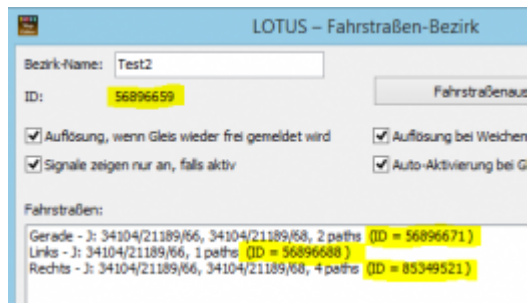 LOTUS – Fahrstraßen-Bezirk
Bezirk-Name: Test2
ID: 56896659
Fahrstraßenaus
Auflösung, wenn Gleis wieder frei gemeldet wird
Auflösung bei Weichen
Signale zeigen nur an, falls aktiv
Auto-Aktivierung bei G
Fahrstraßen:
Gerade - J: 34104/21189/66, 34104/21189/68, 2 paths (ID = 56896671 )
Links - J: 34104/21189/66, 1 paths (ID = 56896688 )
Rechts - J: 34104/21189/66, 34104/21189/68, 4 paths (ID = 85349521 )